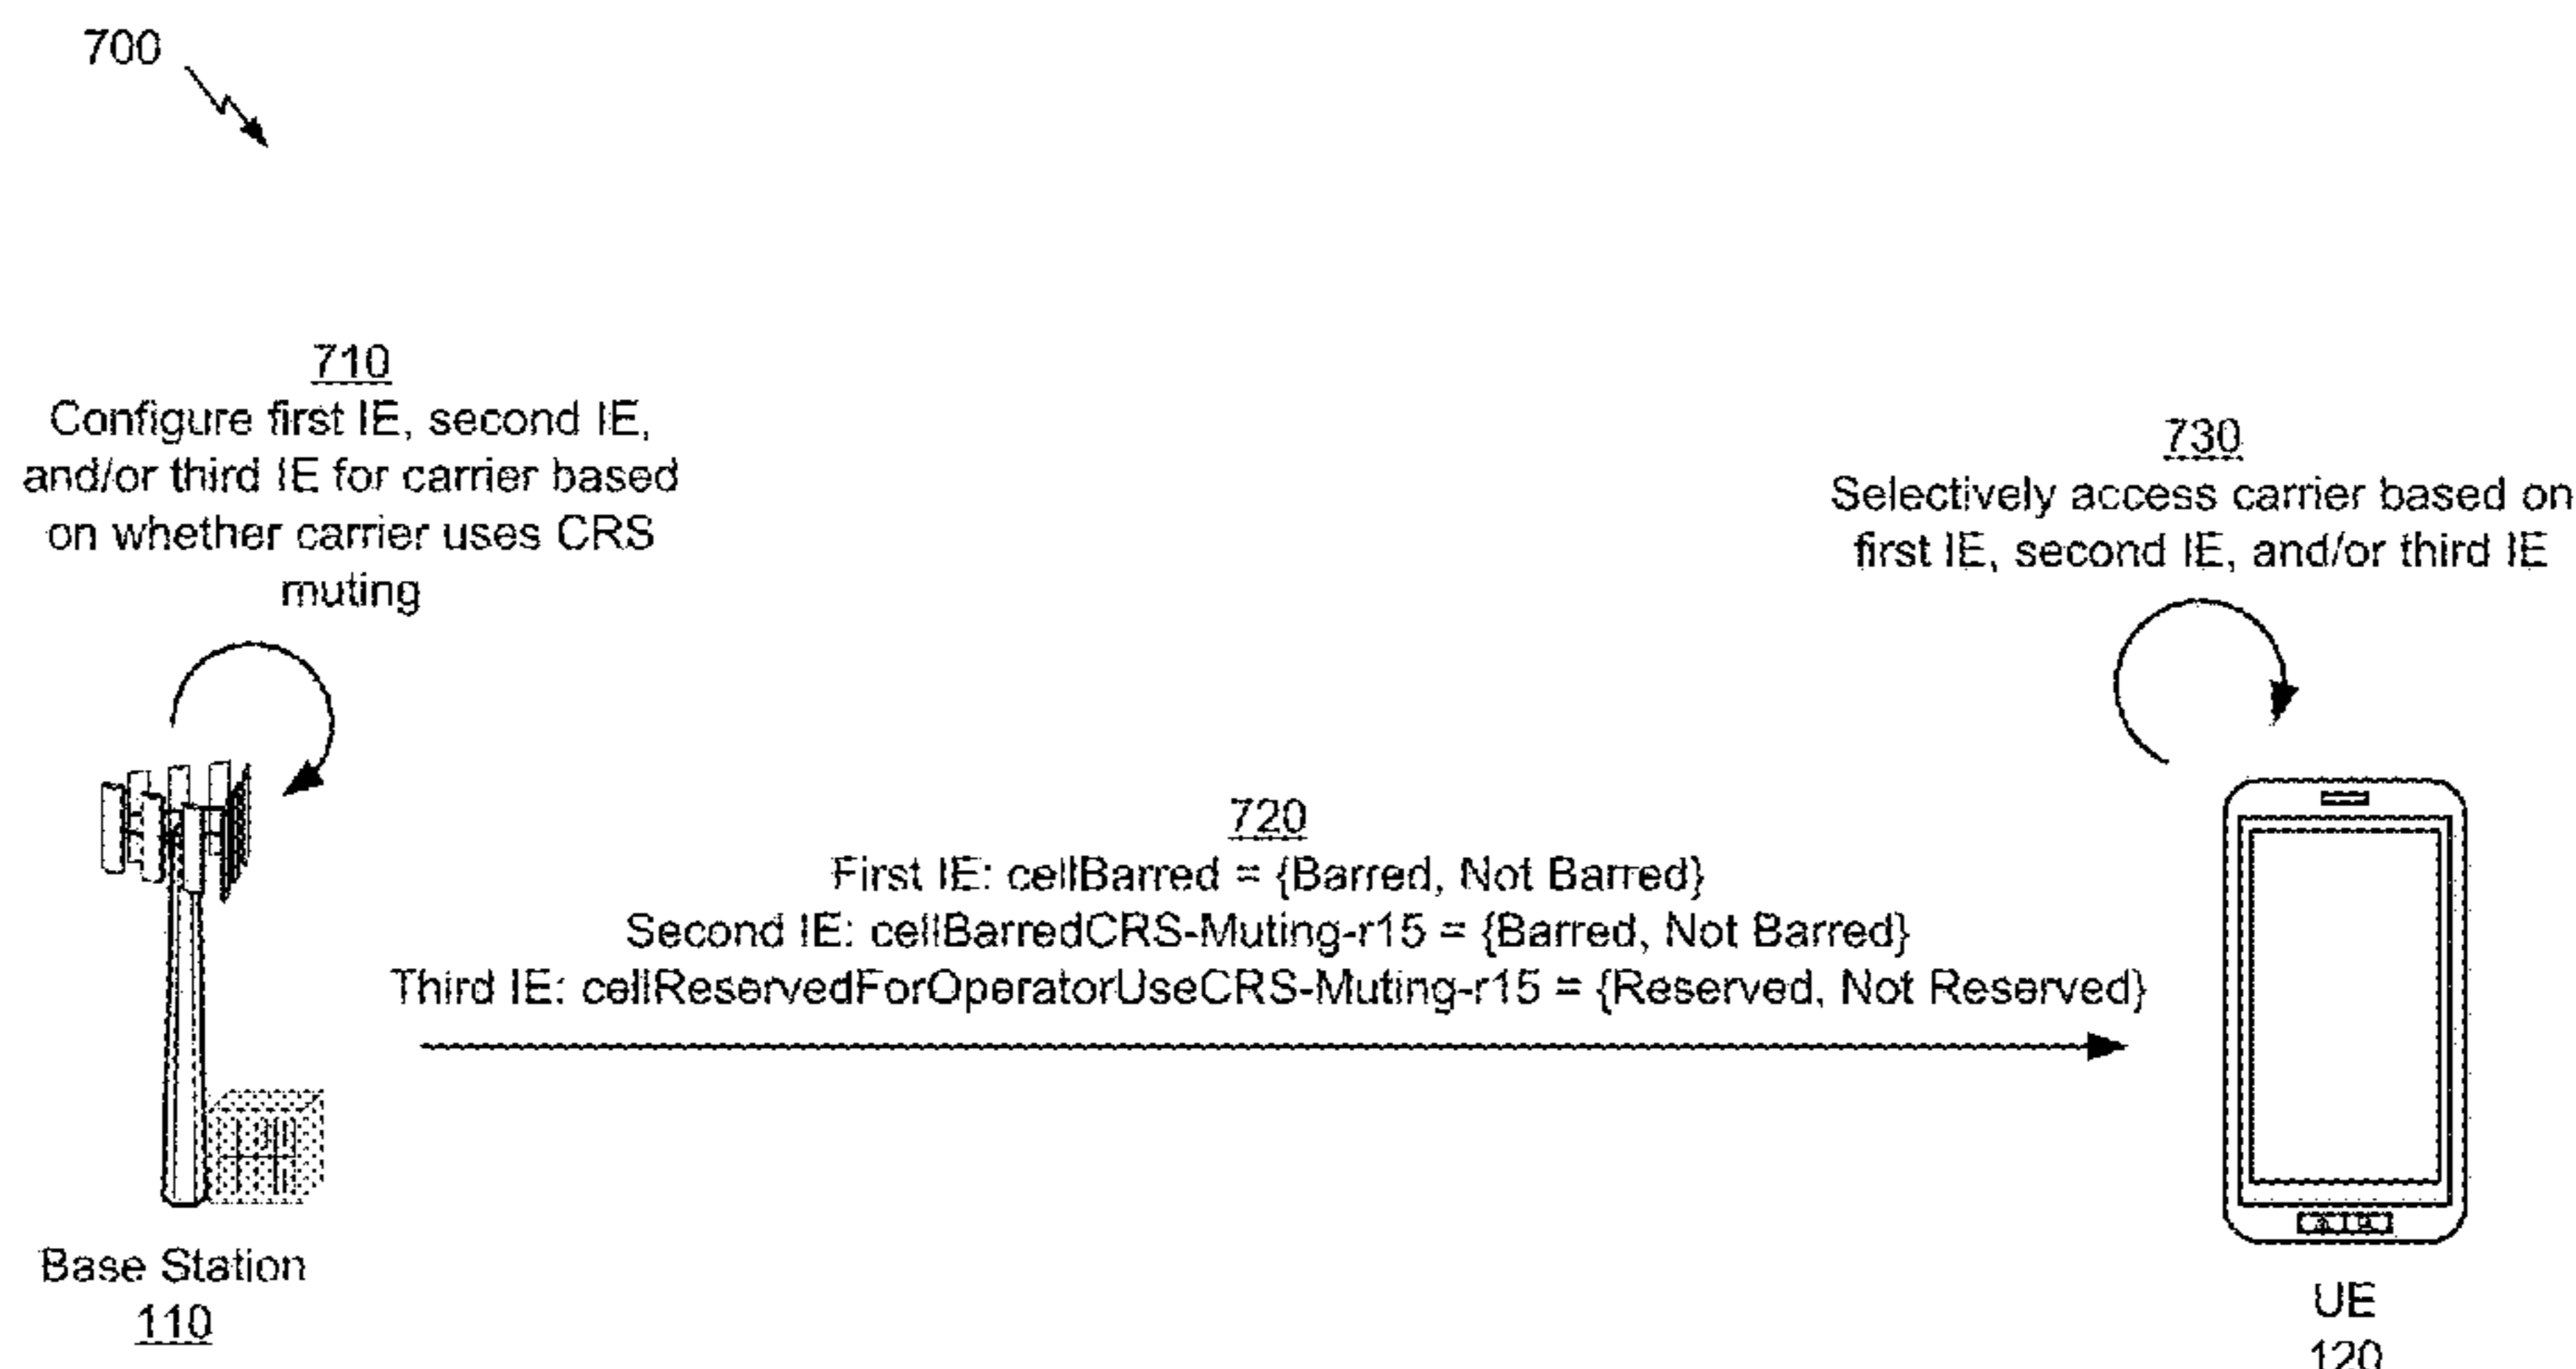 700
710
Configure first IE, second IE,
and/or third IE for carrier based
on whether carrier uses CRS
muting
730
Selectively access carrier based on
first IE, second IE, and/or third IE
720
First IE: cellBarred = {Barred, Not Barred}
Second IE: cellBarredCRS-Muting-r15 = {Barred, Not Barred}
Third IE: cellReservedForOperatorUseCRS-Muting-r15 = {Reserved, Not Reserved}
Base Station
110
UE
120